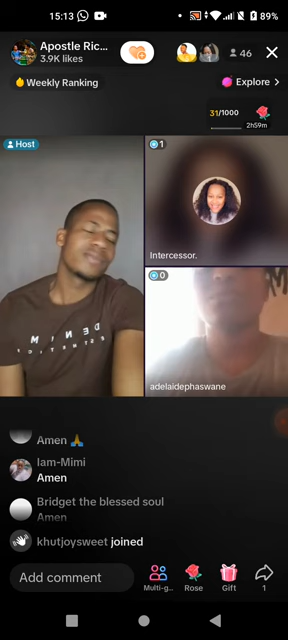 15:13
89%
Apostle Ric...
3.9K likes
46
Weekly Ranking
Explore >
31/1000
2h59m
Host
1
Intercessor.
0
adelaidephaswane
DENIM
Amen 🙏
Iam-Mimi
Amen
Bridget the blessed soul
Amen
khutjoysweet joined
Add comment
Multi-g...
Rose
Gift
1